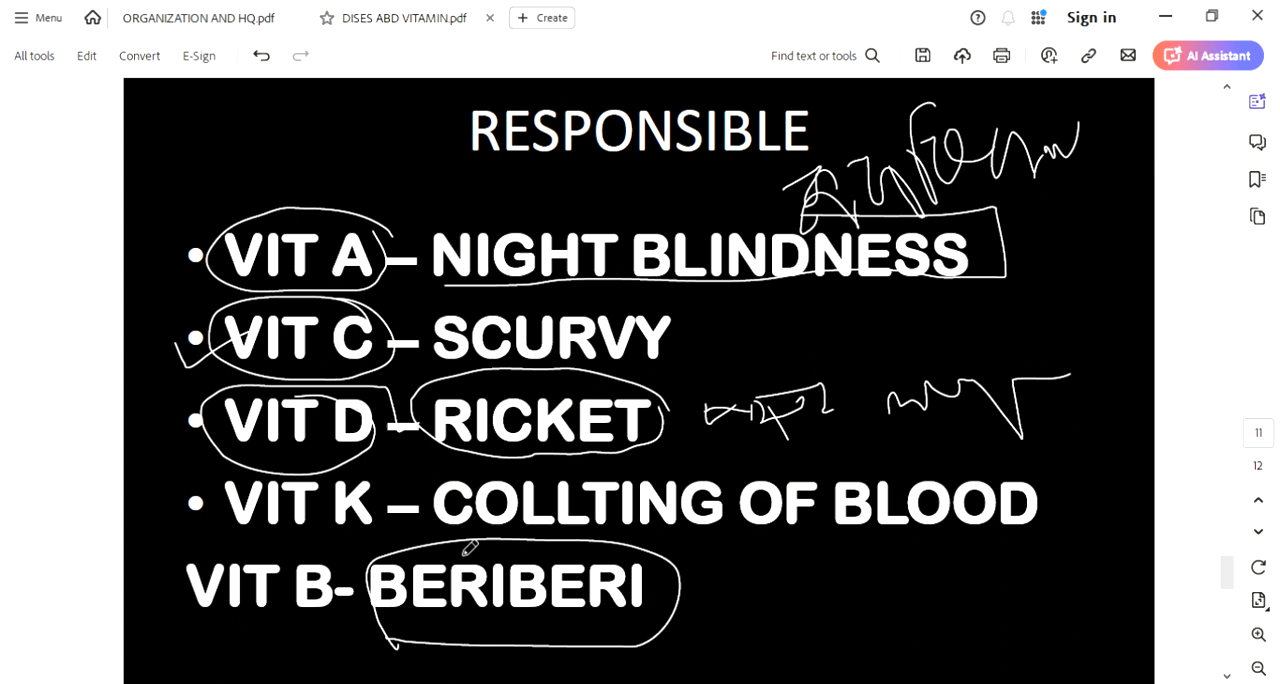 Menu ORGANIZATION AND HQ.pdf DISES ABD VITAMIN.pdf Create Sign in
All tools Edit Convert E-Sign Find text or tools AI Assistant
RESPONSIBLE
• VIT A – NIGHT BLINDNESS
• VIT C – SCURVY
• VIT D – RICKET
• VIT K – COLLTING OF BLOOD
VIT B- BERIBERI
11
12